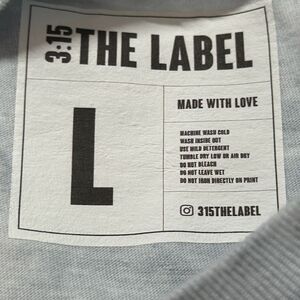 3:15 THE LABEL
L
MADE WITH LOVE
MACHINE WASH COLD
WASH INSIDE OUT
USE MILD DETERGENT
TUMBLE DRY LOW OR AIR DRY
DO NOT BLEACH
DO NOT LEAVE WET
DO NOT IRON DIRECTLY ON PRINT
315THELABEL